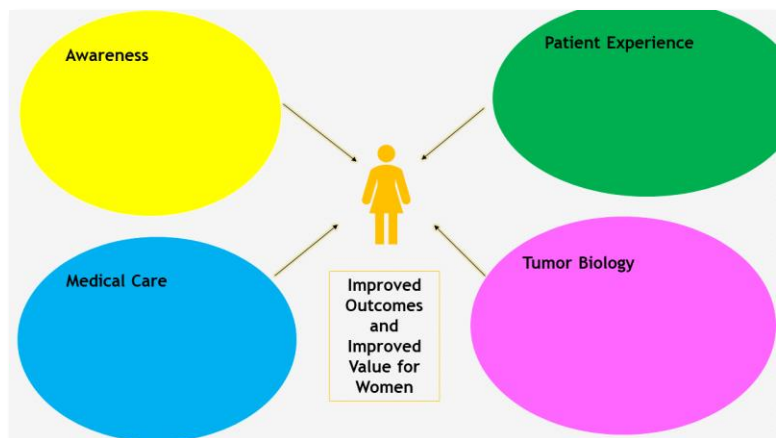 Awareness
Patient Experience
Medical Care
Tumor Biology
Improved
Outcomes
and
Improved
Value for
Women